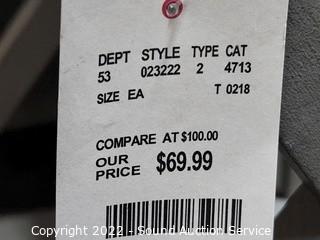 DEPT STYLE TYPE CAT
53 023222 2 4713
SIZE EA T 0218
COMPARE AT $100.00
OUR
PRICE $69.99
Copyright 2022 - Sound Auction Service